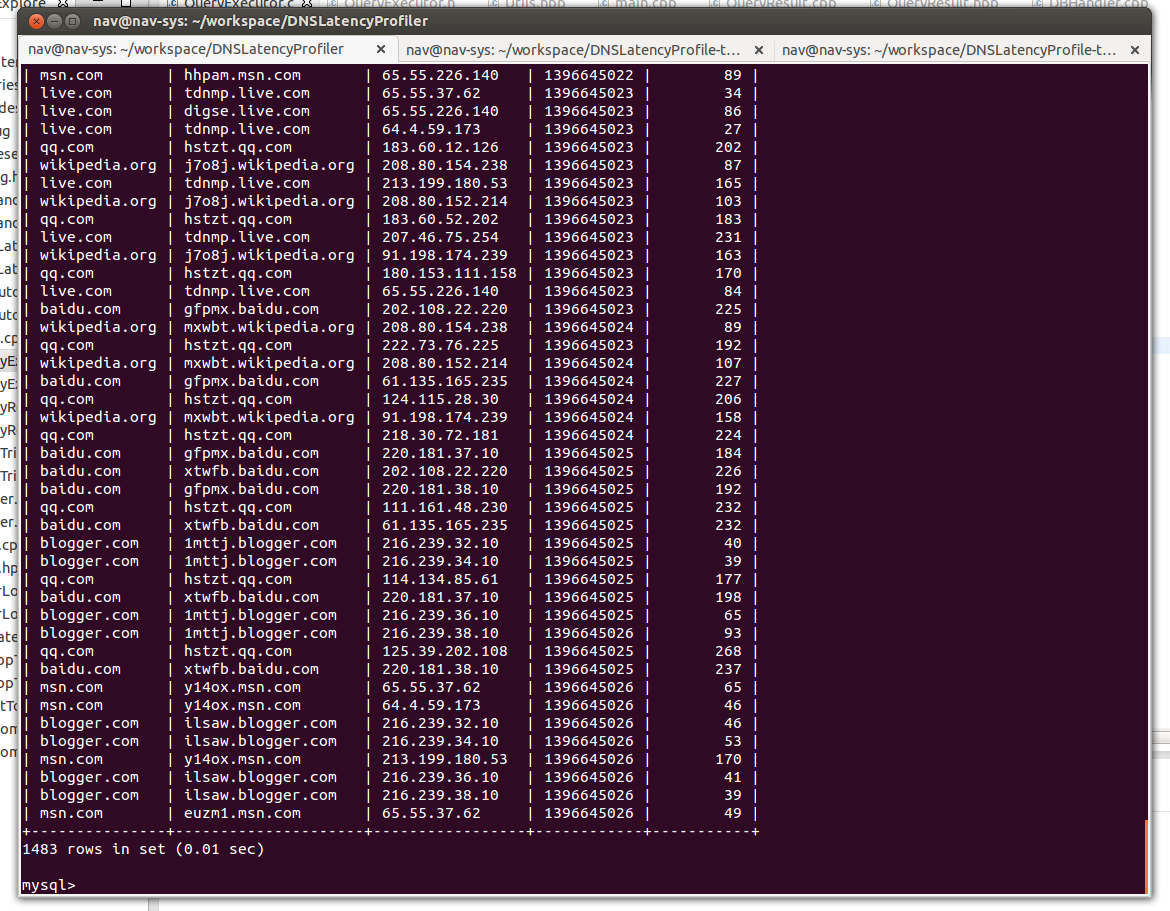 QueryExecutor.c QueryExecutor.h Utils.hpp main.cpp QueryResult.cpp QueryResult.hpp DBHandler.cpp
nav@nav-sys: ~/workspace/DNSLatencyProfiler
nav@nav-sys: ~/workspace/DNSLatencyProfiler × nav@nav-sys: ~/workspace/DNSLatencyProfile-t... × nav@nav-sys: ~/workspace/DNSLatencyProfile-t... ×
| msn.com | hhpam.msn.com | 65.55.226.140 | 1396645022 | 89 |
| live.com | tdnmp.live.com | 65.55.37.62 | 1396645023 | 34 |
| live.com | digse.live.com | 65.55.226.140 | 1396645023 | 86 |
| live.com | tdnmp.live.com | 64.4.59.173 | 1396645023 | 27 |
| qq.com | hstzt.qq.com | 183.60.12.126 | 1396645023 | 202 |
| wikipedia.org | j7o8j.wikipedia.org | 208.80.154.238 | 1396645023 | 87 |
| live.com | tdnmp.live.com | 213.199.180.53 | 1396645023 | 165 |
| wikipedia.org | j7o8j.wikipedia.org | 208.80.152.214 | 1396645023 | 103 |
| qq.com | hstzt.qq.com | 183.60.52.202 | 1396645023 | 183 |
| live.com | tdnmp.live.com | 207.46.75.254 | 1396645023 | 231 |
| wikipedia.org | j7o8j.wikipedia.org | 91.198.174.239 | 1396645023 | 163 |
| qq.com | hstzt.qq.com | 180.153.111.158 | 1396645023 | 170 |
| live.com | tdnmp.live.com | 65.55.226.140 | 1396645023 | 84 |
| baidu.com | gfpmx.baidu.com | 202.108.22.220 | 1396645023 | 225 |
| wikipedia.org | mxwbt.wikipedia.org | 208.80.154.238 | 1396645024 | 89 |
| qq.com | hstzt.qq.com | 222.73.76.225 | 1396645024 | 192 |
| wikipedia.org | mxwbt.wikipedia.org | 208.80.152.214 | 1396645024 | 107 |
| baidu.com | gfpmx.baidu.com | 61.135.165.235 | 1396645024 | 227 |
| qq.com | hstzt.qq.com | 124.115.28.30 | 1396645024 | 206 |
| wikipedia.org | mxwbt.wikipedia.org | 91.198.174.239 | 1396645024 | 158 |
| qq.com | hstzt.qq.com | 218.30.72.181 | 1396645024 | 224 |
| baidu.com | gfpmx.baidu.com | 220.181.37.10 | 1396645025 | 184 |
| baidu.com | xtwfb.baidu.com | 202.108.22.220 | 1396645025 | 226 |
| baidu.com | gfpmx.baidu.com | 220.181.38.10 | 1396645025 | 192 |
| qq.com | hstzt.qq.com | 111.161.48.230 | 1396645025 | 232 |
| baidu.com | xtwfb.baidu.com | 61.135.165.235 | 1396645025 | 232 |
| blogger.com | 1mttj.blogger.com | 216.239.32.10 | 1396645025 | 40 |
| blogger.com | 1mttj.blogger.com | 216.239.34.10 | 1396645025 | 39 |
| qq.com | hstzt.qq.com | 114.134.85.61 | 1396645025 | 177 |
| baidu.com | xtwfb.baidu.com | 220.181.37.10 | 1396645025 | 198 |
| blogger.com | 1mttj.blogger.com | 216.239.36.10 | 1396645025 | 65 |
| blogger.com | 1mttj.blogger.com | 216.239.38.10 | 1396645026 | 93 |
| qq.com | hstzt.qq.com | 125.39.202.108 | 1396645025 | 268 |
| baidu.com | xtwfb.baidu.com | 220.181.38.10 | 1396645026 | 237 |
| msn.com | y14ox.msn.com | 65.55.37.62 | 1396645026 | 65 |
| msn.com | y14ox.msn.com | 64.4.59.173 | 1396645026 | 46 |
| blogger.com | ilsaw.blogger.com | 216.239.32.10 | 1396645026 | 46 |
| blogger.com | ilsaw.blogger.com | 216.239.34.10 | 1396645026 | 53 |
| msn.com | y14ox.msn.com | 213.199.180.53 | 1396645026 | 170 |
| blogger.com | ilsaw.blogger.com | 216.239.36.10 | 1396645026 | 41 |
| blogger.com | ilsaw.blogger.com | 216.239.38.10 | 1396645026 | 39 |
| msn.com | euzm1.msn.com | 65.55.37.62 | 1396645026 | 49 |
+---------------+---------------------+-----------------+------------+-----------+
1483 rows in set (0.01 sec)
mysql>